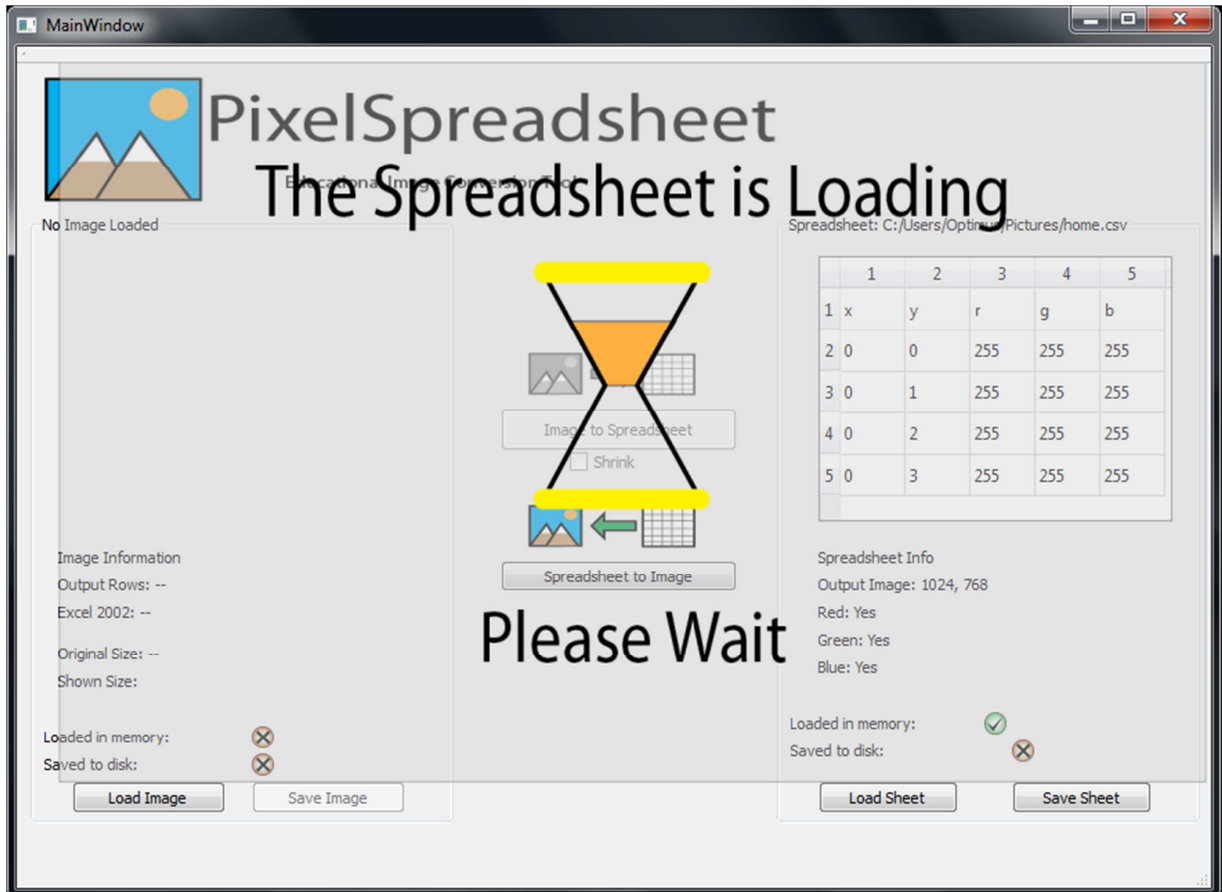 MainWindow
PixelSpreadsheet
Educational Image Conversion Tool
The Spreadsheet is Loading
No Image Loaded
Image to Spreadsheet
Shrink
Spreadsheet to Image
Please Wait
Image Information
Output Rows: --
Excel 2002: --
Original Size: --
Shown Size:
Loaded in memory:
Saved to disk:
Load Image Save Image
Spreadsheet: C:/Users/Optimus/Pictures/home.csv
1 2 3 4 5
1 x y r g b
2 0 0 255 255 255
3 0 1 255 255 255
4 0 2 255 255 255
5 0 3 255 255 255
Spreadsheet Info
Output Image: 1024, 768
Red: Yes
Green: Yes
Blue: Yes
Loaded in memory:
Saved to disk:
Load Sheet Save Sheet